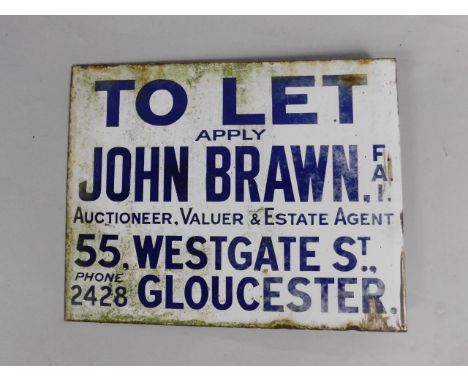 TO LET
APPLY
JOHN BRAWN, F.A.I.
AUCTIONEER, VALUER & ESTATE AGENT
55, WESTGATE ST.,
PHONE
2428 GLOUCESTER.